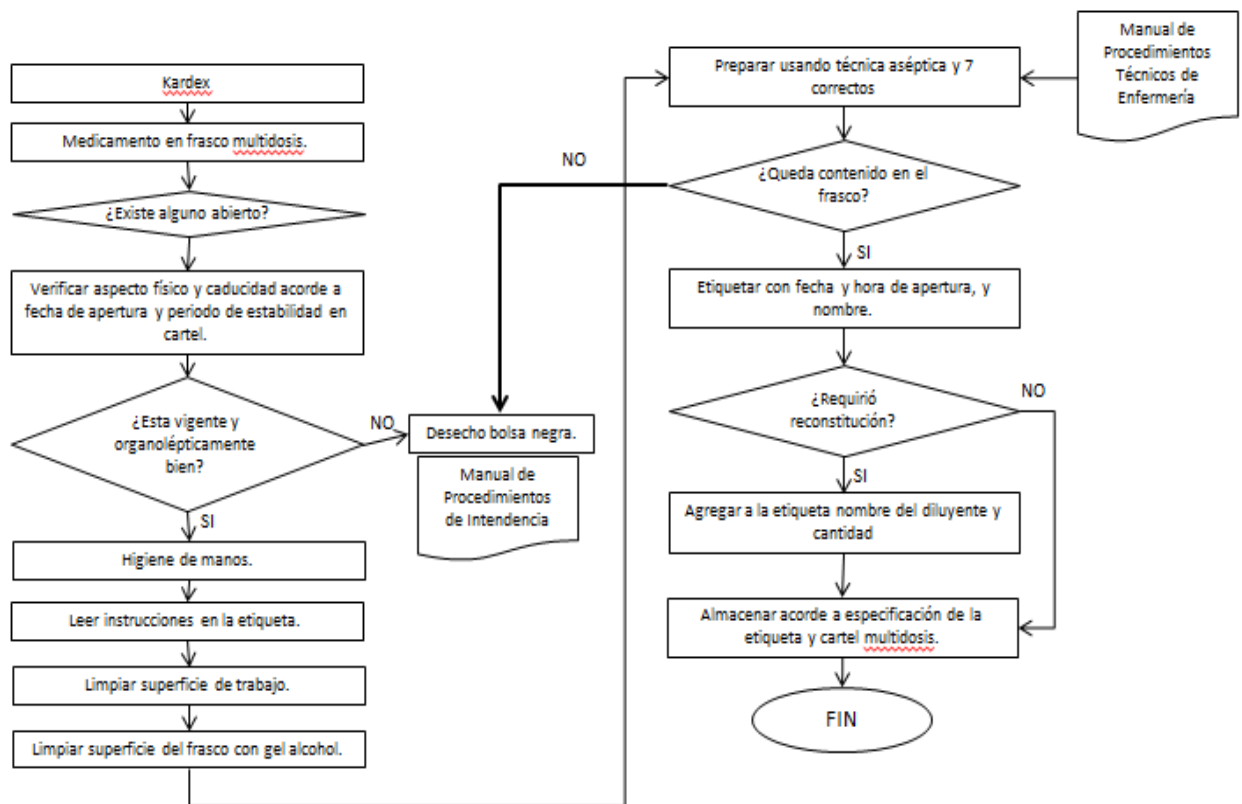 Kardex
Medicamento en frasco multidosis.
¿Existe alguno abierto?
Verificar aspecto físico y caducidad acorde a
fecha de apertura y periodo de estabilidad en
cartel.
¿Esta vigente y
organolépticamente
bien?
NO
SI
Desecho bolsa negra.
Manual de
Procedimientos
de Intendencia
Higiene de manos.
Leer instrucciones en la etiqueta.
Limpiar superficie de trabajo.
Limpiar superficie del frasco con gel alcohol.
Preparar usando técnica aséptica y 7
correctos
Manual de
Procedimientos
Técnicos de
Enfermería
¿Queda contenido en el
frasco?
NO
SI
Etiquetar con fecha y hora de apertura, y
nombre.
¿Requirió
reconstitución?
NO
SI
Agregar a la etiqueta nombre del diluyente y
cantidad
Almacenar acorde a especificación de la
etiqueta y cartel multidosis.
FIN